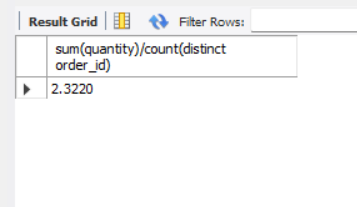 Result Grid Filter Rows:
sum(quantity)/count(distinct
order_id)
2.3220